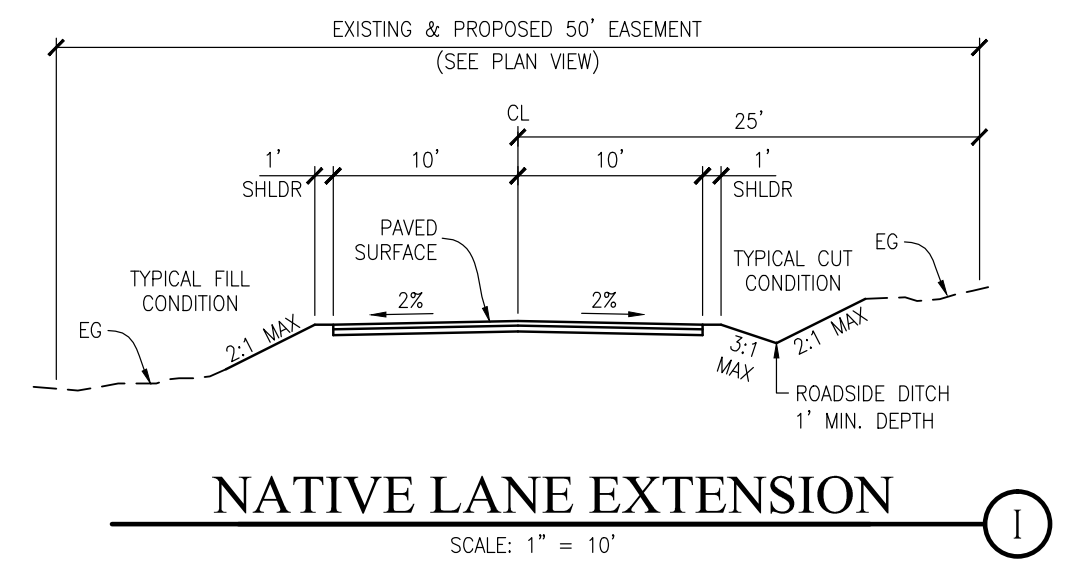 EXISTING & PROPOSED 50' EASEMENT
(SEE PLAN VIEW)
CL
25'
1'
SHLDR
10'
10'
1'
SHLDR
PAVED
SURFACE
TYPICAL FILL
CONDITION
TYPICAL CUT
CONDITION
EG
EG
2%
2%
2:1 MAX
3:1
MAX
2:1 MAX
ROADSIDE DITCH
1' MIN. DEPTH
NATIVE LANE EXTENSION
I
SCALE: 1" = 10'